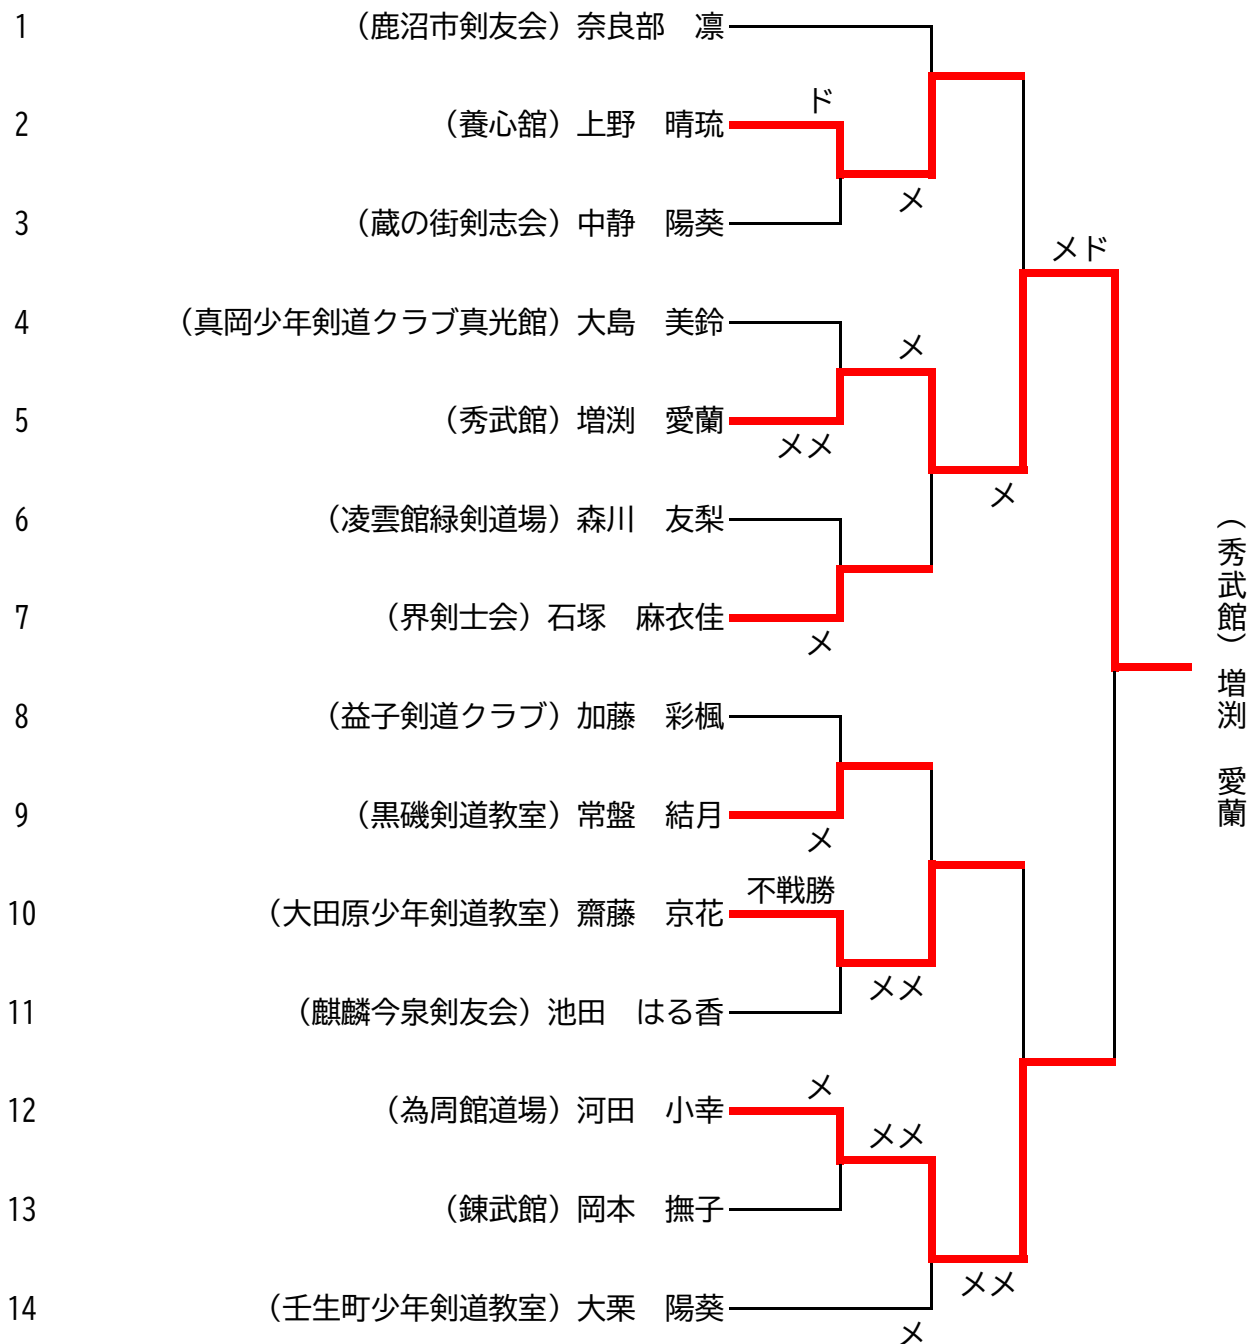 1 （鹿沼市剣友会）奈良部　凛
ド
2 （養心舘）上野　晴琉
メ
3 （蔵の街剣志会）中静　陽葵
メド
4 （真岡少年剣道クラブ真光館）大島　美鈴
メ
5 （秀武館）増渕　愛蘭
メメ
メ
6 （凌雲館緑剣道場）森川　友梨
7 （界剣士会）石塚　麻衣佳
メ
（秀武館）増渕　愛蘭
8 （益子剣道クラブ）加藤　彩楓
9 （黒磯剣道教室）常盤　結月
メ
不戦勝
10 （大田原少年剣道教室）齋藤　京花
メメ
11 （麒麟今泉剣友会）池田　はる香
メ
12 （為周館道場）河田　小幸
メメ
13 （錬武館）岡本　撫子
メメ
14 （壬生町少年剣道教室）大栗　陽葵
メ